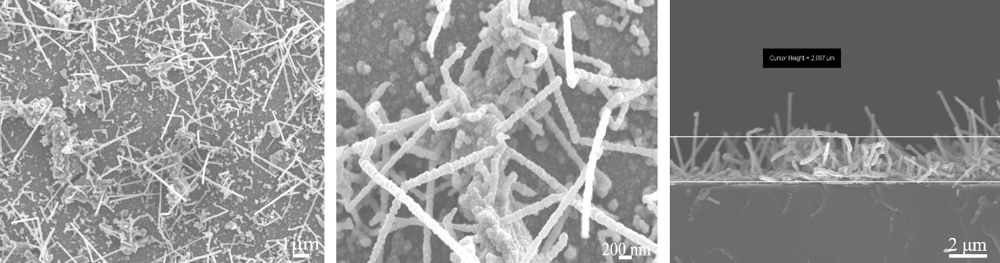 1 μm
200 nm
Cursor Height = 2.087 μm
2 μm